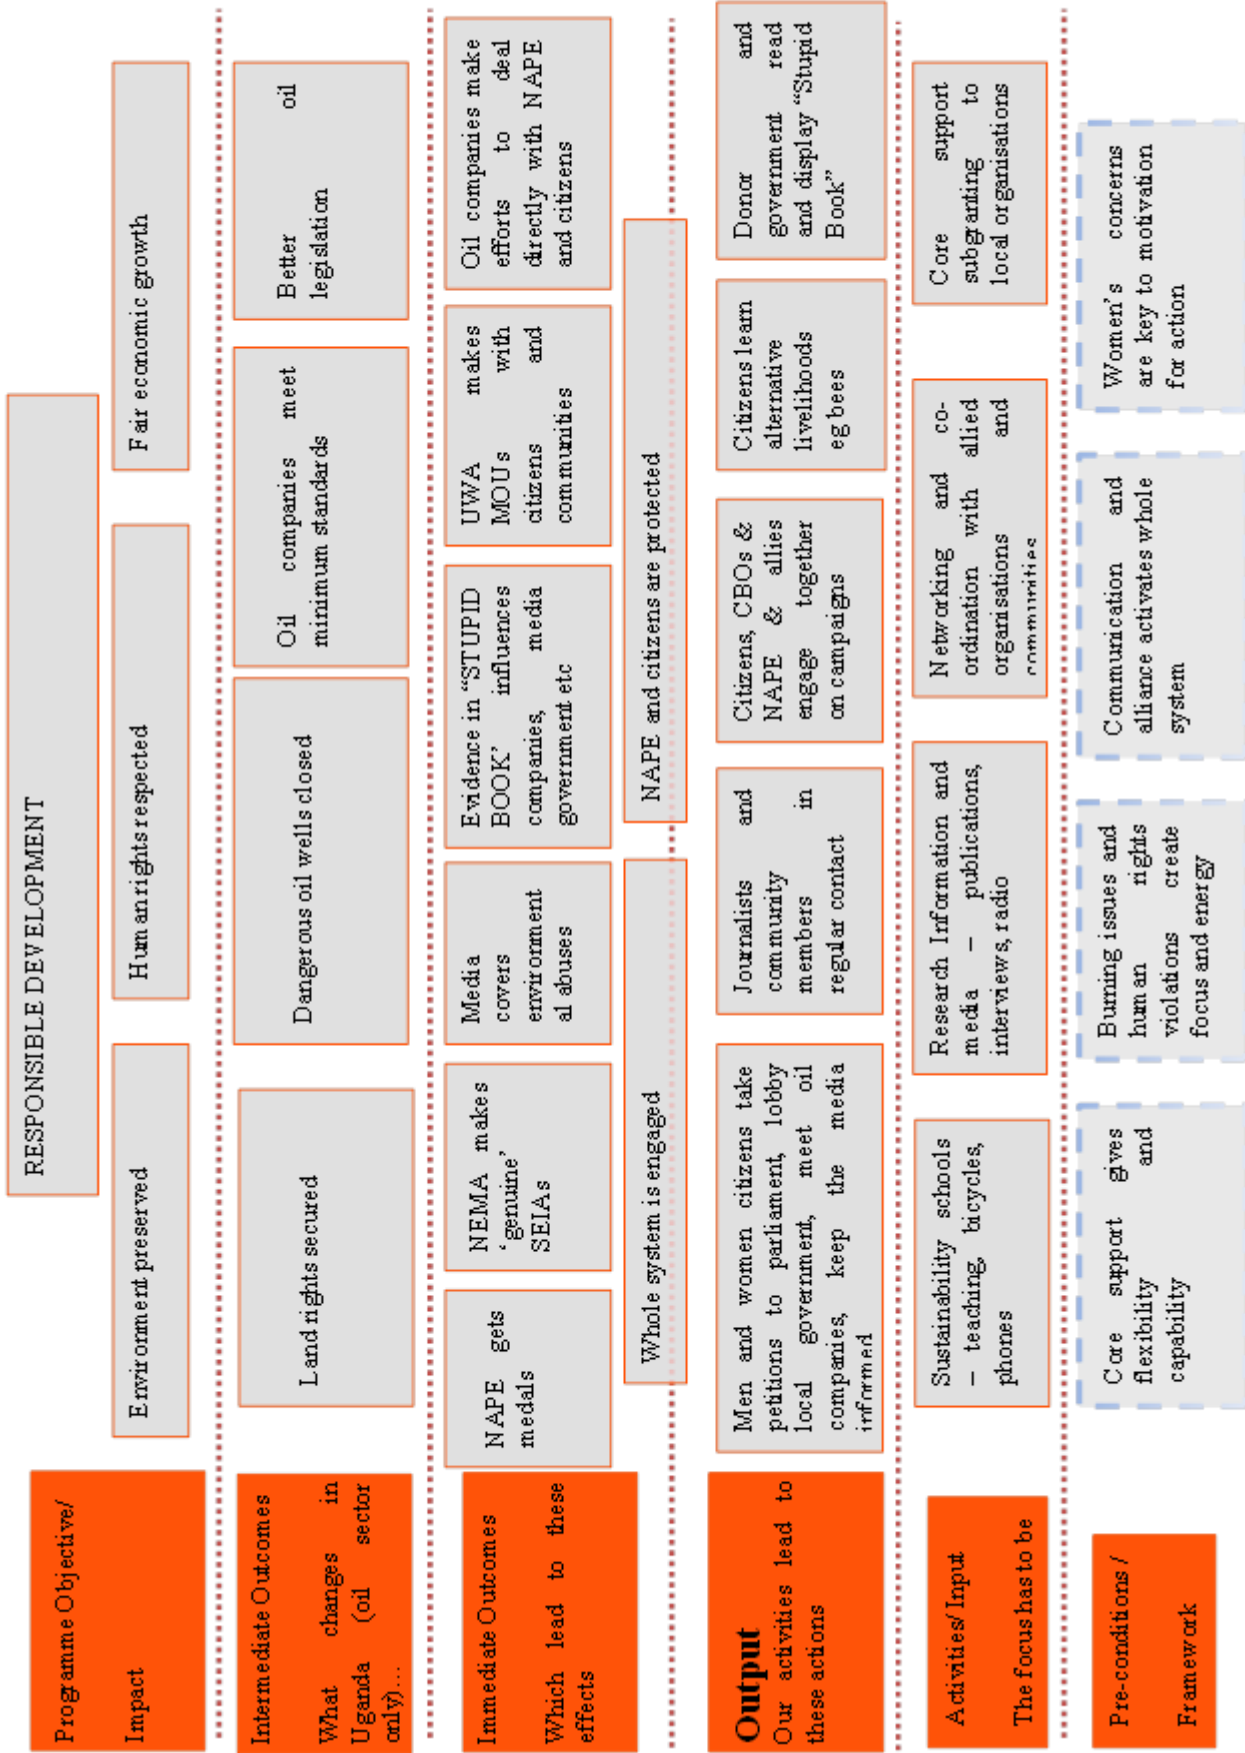 Programme Objective/
Impact
RESPONSIBLE DEVELOPMENT
Environment preserved
Human rights respected
Fair economic growth
Intermediate Outcomes
What changes in
Uganda (oil sector
only)…
Land rights secured
Dangerous oil wells closed
Oil companies meet
minimum standards
Better oil
legislation
Immediate Outcomes
Which lead to these
effects
NAPE gets
medals
NEMA makes
‘genuine’
SEIAs
Media
covers
environment
al abuses
Evidence in “STUPID
BOOK’ influences
companies, media
government etc
UWA makes
MOUs with
citizens and
communities
Oil companies make
efforts to deal
directly with NAPE
and citizens
Whole system is engaged
NAPE and citizens are protected
Output
Our activities lead to
these actions
Men and women citizens take
petitions to parliament, lobby
local government, meet oil
companies, keep the media
informed
Journalists and
community
members in
regular contact
Citizens, CBOs &
NAPE & allies
engage together
on campaigns
Citizens learn
alternative
livelihoods
eg bees
Donor and
government read
and display “Stupid
Book”
Activities/Input
The focus has to be
Sustainability schools
– teaching, bicycles,
phones
Research Information and
media – publications,
interviews, radio
Networking and co-
ordination with allied
organisations and
communities
Core support
subgranting to
local organisations
Pre-conditions /
Framework
Core support gives
flexibility and
capability
Burning issues and
human rights
violations create
focus and energy
Communication and
alliance activates whole
system
Women’s concerns
are key to motivation
for action